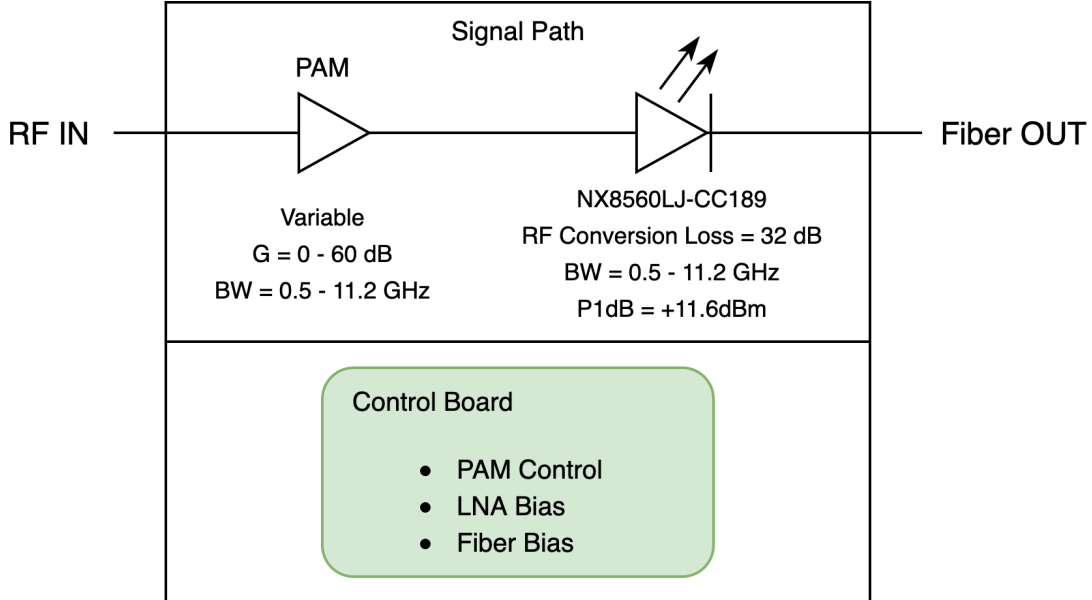 Signal Path
PAM
RF IN
Fiber OUT
Variable
G = 0 - 60 dB
BW = 0.5 - 11.2 GHz
NX8560LJ-CC189
RF Conversion Loss = 32 dB
BW = 0.5 - 11.2 GHz
P1dB = +11.6dBm
Control Board
• PAM Control
• LNA Bias
• Fiber Bias